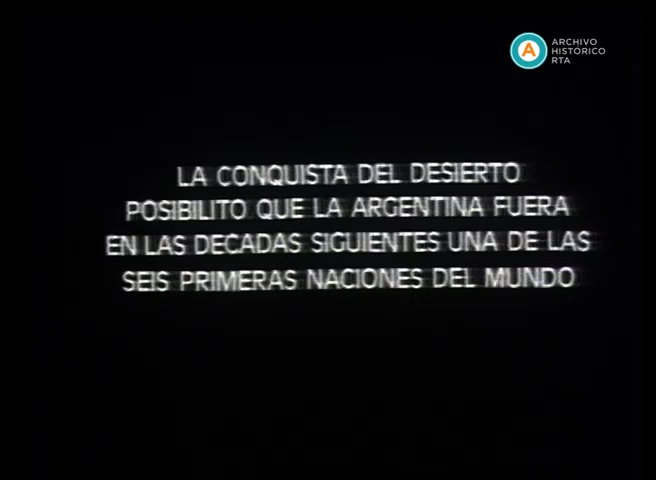 A
ARCHIVO
HISTORICO
RTA
LA CONQUISTA DEL DESIERTO
POSIBILITO QUE LA ARGENTINA FUERA
EN LAS DECADAS SIGUIENTES UNA DE LAS
SEIS PRIMERAS NACIONES DEL MUNDO